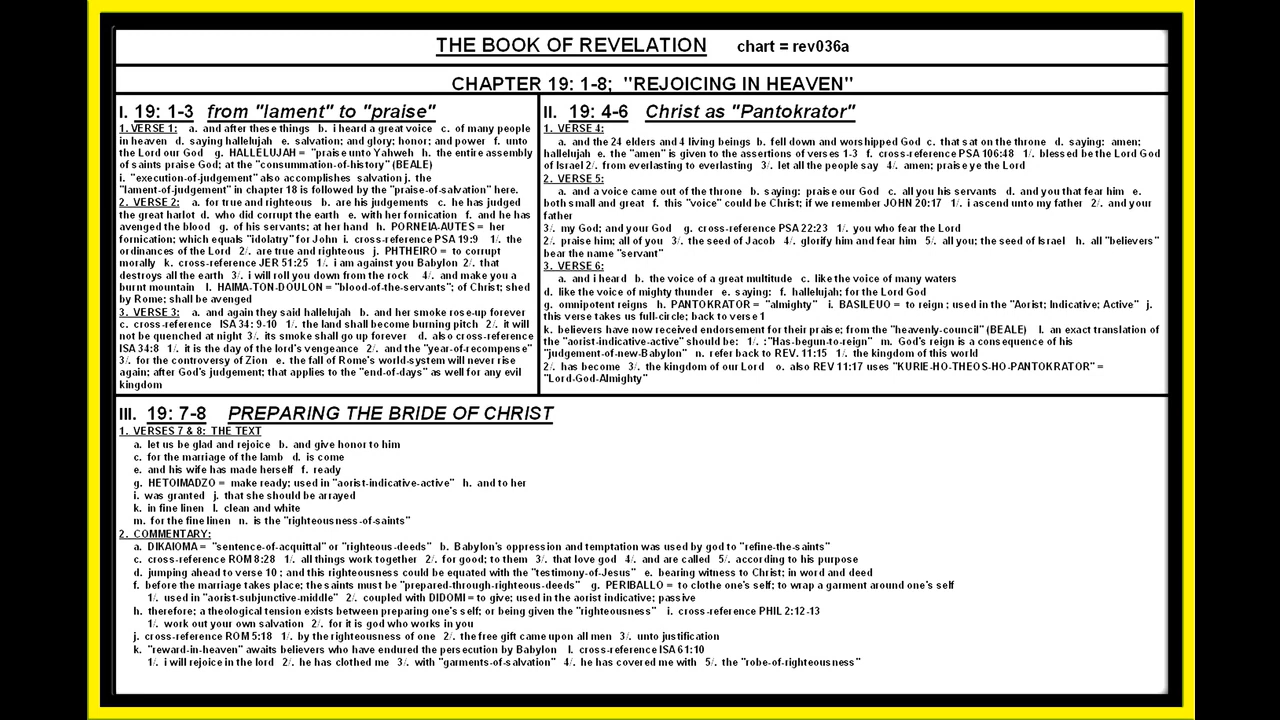 THE BOOK OF REVELATION chart = rev036a
CHAPTER 19: 1-8; "REJOICING IN HEAVEN"
I. 19: 1-3 from "lament" to "praise"
1. VERSE 1: a. and after these things b. i heard a great voice c. of many people
in heaven d. saying hallelujah e. salvation; and glory; honor; and power f. unto
the Lord our God g. HALLELUJAH = "praise unto Yahweh h. the entire assembly
of saints praise God; at the "consummation-of-history" (BEALE)
i. "execution-of-judgement" also accomplishes salvation j. the
"lament-of-judgement" in chapter 18 is followed by the "praise-of-salvation" here.
2. VERSE 2: a. for true and righteous b. are his judgements c. he has judged
the great harlot d. who did corrupt the earth e. with her fornication f. and he has
avenged the blood g. of his servants; at her hand h. PORNEIA-AUTES = her
fornication; which equals "idolatry" for John i. cross-reference PSA 19:9 1/. the
ordinances of the Lord 2/. are true and righteous j. PHTHEIRO = to corrupt
morally k. cross-reference JER 51:25 1/. i am against you Babylon 2/. that
destroys all the earth 3/. i will roll you down from the rock 4/. and make you a
burnt mountain l. HAIMA-TON-DOULON = "blood-of-the-servants"; of Christ; shed
by Rome; shall be avenged
3. VERSE 3: a. and again they said hallelujah b. and her smoke rose-up forever
c. cross-reference ISA 34: 9-10 1/. the land shall become burning pitch 2/. it will
not be quenched at night 3/. its smoke shall go up forever d. also cross-reference
ISA 34:8 1/. it is the day of the lord's vengeance 2/. and the "year-of-recompense"
3/. for the controversy of Zion e. the fall of Rome's world-system will never rise
again; after God's judgement; that applies to the "end-of-days" as well for any evil
kingdom
II. 19: 4-6 Christ as "Pantokrator"
1. VERSE 4:
a. and the 24 elders and 4 living beings b. fell down and worshipped God c. that sat on the throne d. saying: amen;
hallelujah e. the "amen" is given to the assertions of verses 1-3 f. cross-reference PSA 106:48 1/. blessed be the Lord God
of Israel 2/. from everlasting to everlasting 3/. let all the people say 4/. amen; praise ye the Lord
2. VERSE 5:
a. and a voice came out of the throne b. saying: praise our God c. all you his servants d. and you that fear him e.
both small and great f. this "voice" could be Christ; if we remember JOHN 20:17 1/. i ascend unto my father 2/. and your
father
3/. my God; and your God g. cross-reference PSA 22:23 1/. you who fear the Lord
2/. praise him; all of you 3/. the seed of Jacob 4/. glorify him and fear him 5/. all you; the seed of Israel h. all "believers"
bear the name "servant"
3. VERSE 6:
a. and i heard b. the voice of a great multitude c. like the voice of many waters
d. like the voice of mighty thunder e. saying: f. hallelujah; for the Lord God
g. omnipotent reigns h. PANTOKRATOR = "almighty" i. BASILEUO = to reign ; used in the "Aorist; Indicative; Active" j.
this verse takes us full-circle; back to verse 1
k. believers have now received endorsement for their praise; from the "heavenly-council" (BEALE) l. an exact translation of
the "aorist-indicative-active" should be: 1/. :"Has-begun-to-reign" m. God's reign is a consequence of his
"judgement-of-new-Babylon" n. refer back to REV. 11:15 1/. the kingdom of this world
2/. has become 3/. the kingdom of our Lord o. also REV 11:17 uses "KURIE-HO-THEOS-HO-PANTOKRATOR" =
"Lord-God-Almighty"
III. 19: 7-8 PREPARING THE BRIDE OF CHRIST
1. VERSES 7 & 8: THE TEXT
a. let us be glad and rejoice b. and give honor to him
c. for the marriage of the lamb d. is come
e. and his wife has made herself f. ready
g. HETOIMADZO = make ready; used in "aorist-indicative-active" h. and to her
i. was granted j. that she should be arrayed
k. in fine linen l. clean and white
m. for the fine linen n. is the "righteousness-of-saints"
2. COMMENTARY:
a. DIKAIOMA = "sentence-of-acquittal" or "righteous-deeds" b. Babylon's oppression and temptation was used by god to "refine-the-saints"
c. cross-reference ROM 8:28 1/. all things work together 2/. for good; to them 3/. that love god 4/. and are called 5/. according to his purpose
d. jumping ahead to verse 10 ; and this righteousness could be equated with the "testimony-of-Jesus" e. bearing witness to Christ; in word and deed
f. before the marriage takes place; the saints must be "prepared-through-righteous-deeds" g. PERIBALLO = to clothe one's self; to wrap a garment around one's self
1/. used in "aorist-subjunctive-middle" 2/. coupled with DIDOMI = to give; used in the aorist indicative; passive
h. therefore; a theological tension exists between preparing one's self; or being given the "righteousness" i. cross-reference PHIL 2:12-13
1/. work out your own salvation 2/. for it is god who works in you
j. cross-reference ROM 5:18 1/. by the righteousness of one 2/. the free gift came upon all men 3/. unto justification
k. "reward-in-heaven" awaits believers who have endured the persecution by Babylon l. cross-reference ISA 61:10
1/. i will rejoice in the lord 2/. he has clothed me 3/. with "garments-of-salvation" 4/. he has covered me with 5/. the "robe-of-righteousness"